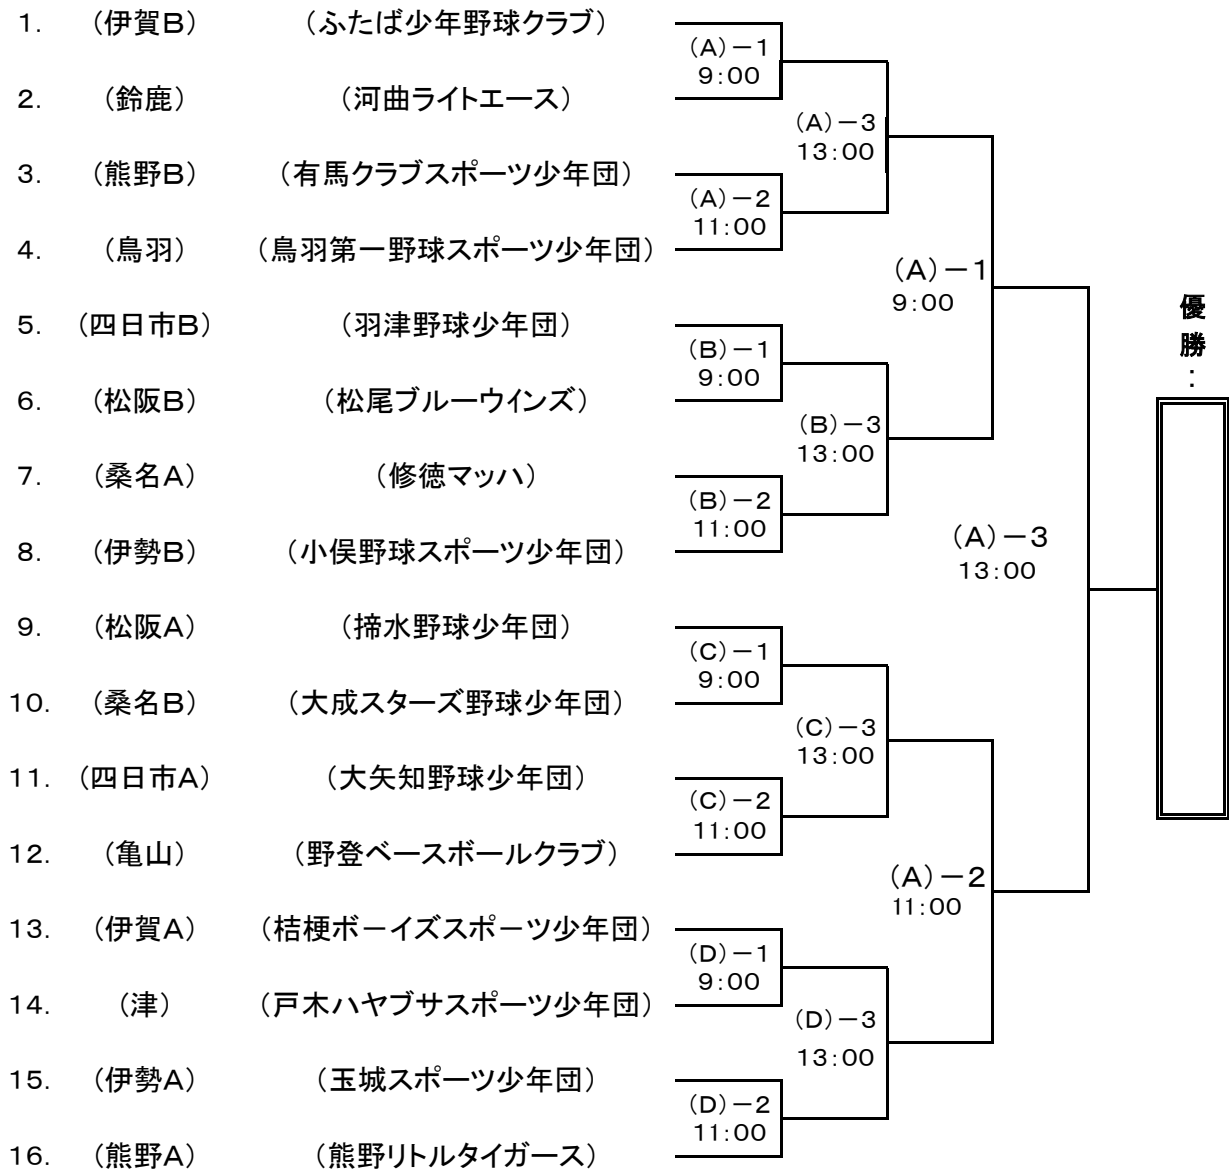 1. （伊賀B） （ふたば少年野球クラブ）
2. （鈴鹿） （河曲ライトエース）
3. （熊野B） （有馬クラブスポーツ少年団）
4. （鳥羽） （鳥羽第一野球スポーツ少年団）
5. （四日市B） （羽津野球少年団）
6. （松阪B） （松尾ブルーウインズ）
7. （桑名A） （修徳マッハ）
8. （伊勢B） （小俣野球スポーツ少年団）
9. （松阪A） （揥水野球少年団）
10. （桑名B） （大成スターズ野球少年団）
11. （四日市A） （大矢知野球少年団）
12. （亀山） （野登ベースボールクラブ）
13. （伊賀A） （桔梗ボーイズスポーツ少年団）
14. （津） （戸木ハヤブサスポーツ少年団）
15. （伊勢A） （玉城スポーツ少年団）
16. （熊野A） （熊野リトルタイガース）
（A）－1
9：00
（A）－2
11：00
（B）－1
9：00
（B）－2
11：00
（C）－1
9：00
（C）－2
11：00
（D）－1
9：00
（D）－2
11：00
（A）－3
13：00
（B）－3
13：00
（C）－3
13：00
（D）－3
13：00
（A）－1
9：00
（A）－2
11：00
（A）－3
13：00
優勝：